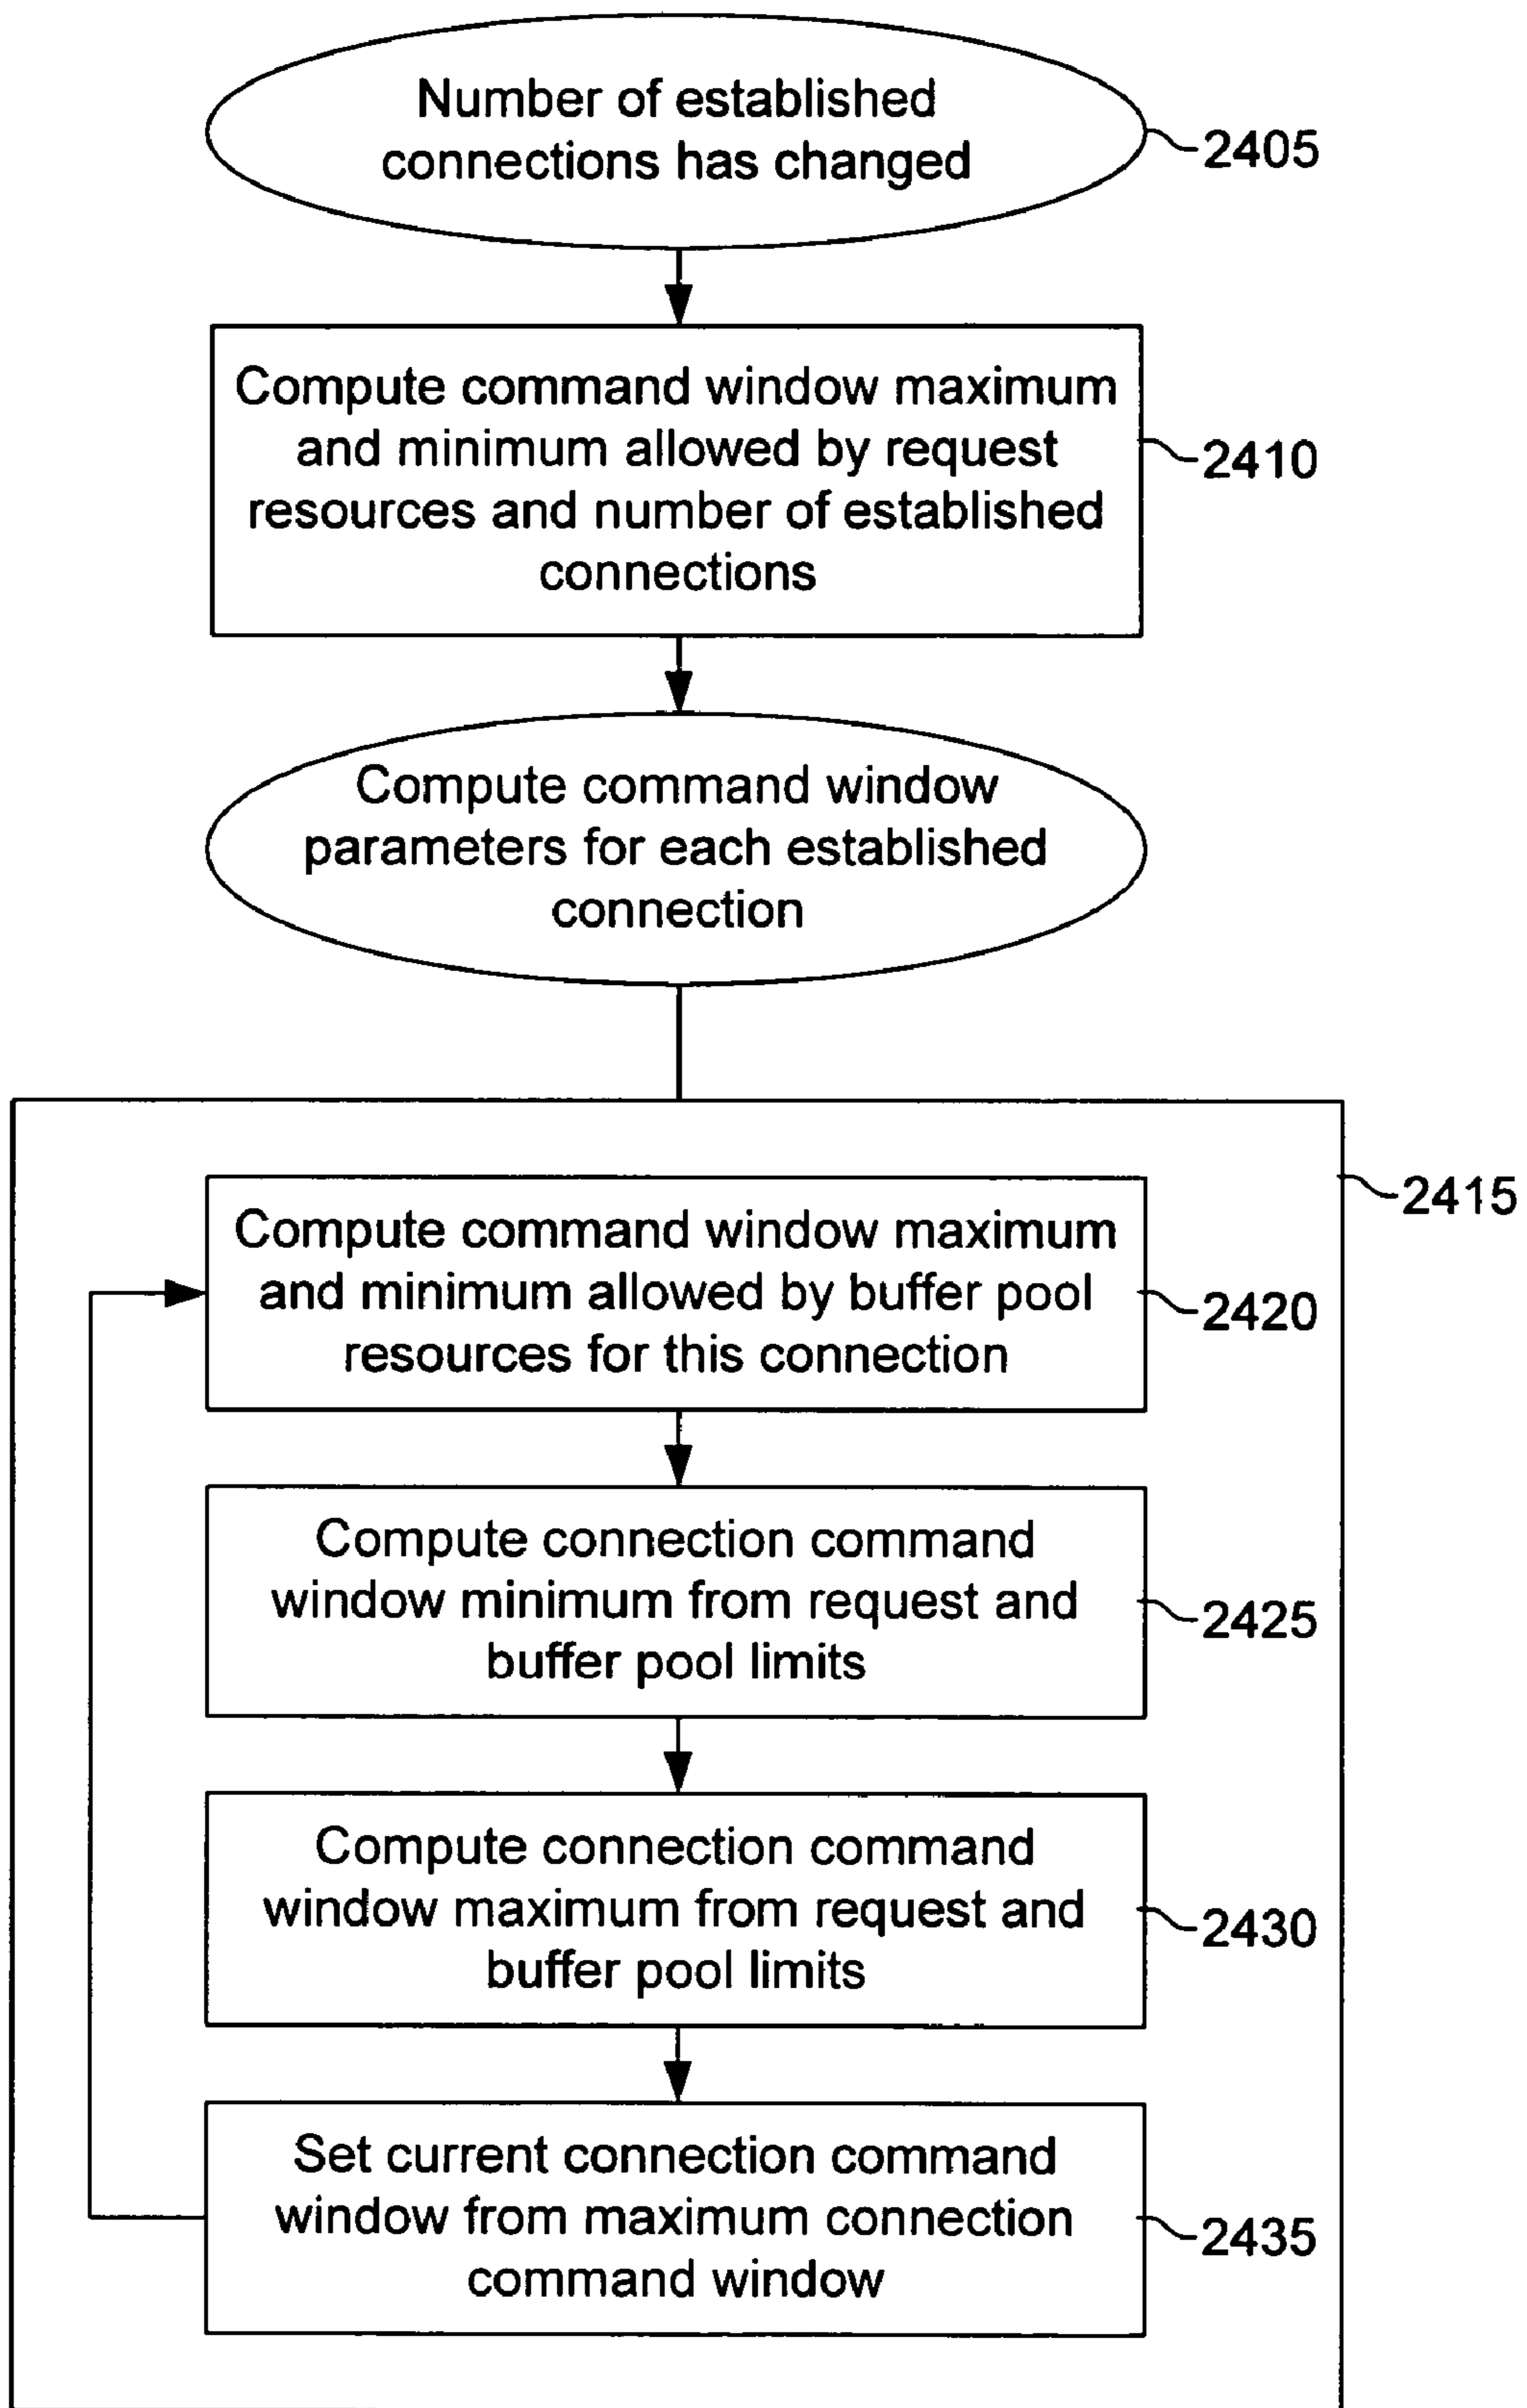 Number of established
connections has changed
2405
Compute command window maximum
and minimum allowed by request
resources and number of established
connections
2410
Compute command window
parameters for each established
connection
2415
Compute command window maximum
and minimum allowed by buffer pool
resources for this connection
2420
Compute connection command
window minimum from request and
buffer pool limits
2425
Compute connection command
window maximum from request and
buffer pool limits
2430
Set current connection command
window from maximum connection
command window
2435